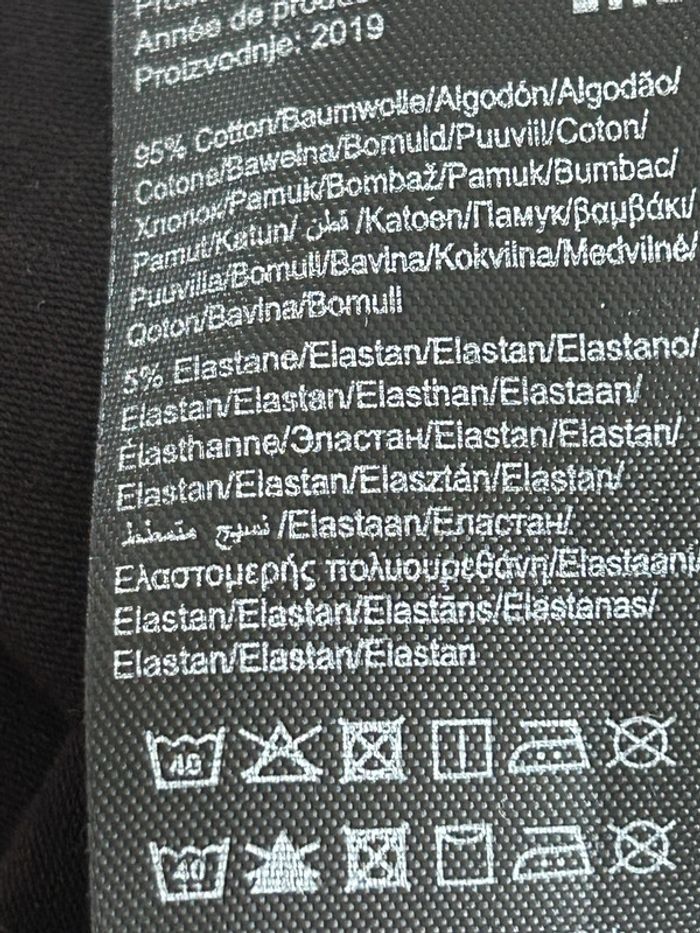 Année de
Proizvodnje: 2019
95% Cotton/Baumwolle/Algodón/Algodão/
Cotone/Bawełna/Bomuld/Puuvill/Coton/
Хлопок/Pamuk/Bombaž/Pamuk/Bumbac/
Pamut/Katun/ قطن /Katoen/Памук/βαμβάκι/
Puuvilla/Bomull/Bavlna/Kokvilna/Medvilnė/
Qoton/Bavlna/Bomull
5% Elastane/Elastan/Elastan/Elastano/
Elastan/Elastan/Elasthan/Elastaan/
Élasthanne/Эластан/Elastan/Elastan/
Elastan/Elastan/Elasztán/Elastan/
نسيج متمطط /Elastaan/Еластан/
Ελαστομερής πολυουρεθάνη/Elastaani/
Elastan/Elastan/Elastāns/Elastanas/
Elastan/Elastan/Elastan
40
40